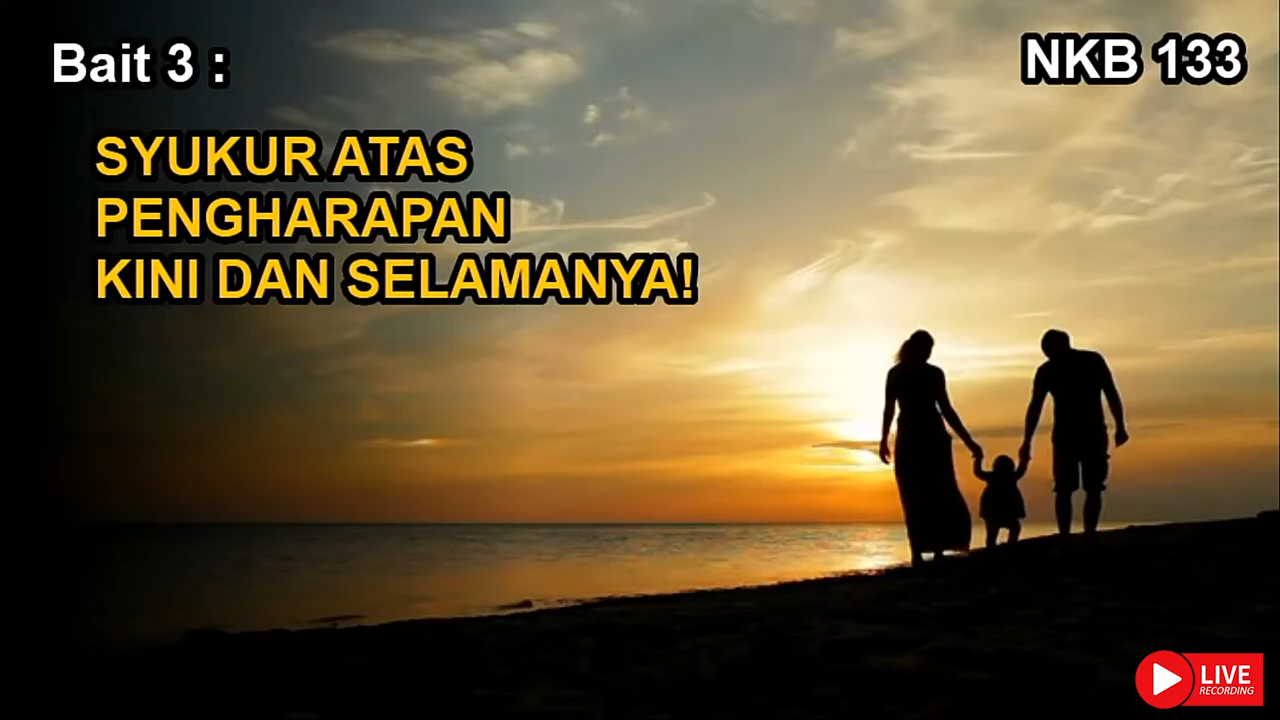 Bait 3 :
NKB 133
SYUKUR ATAS
PENGHARAPAN
KINI DAN SELAMANYA!
LIVE
RECORDING